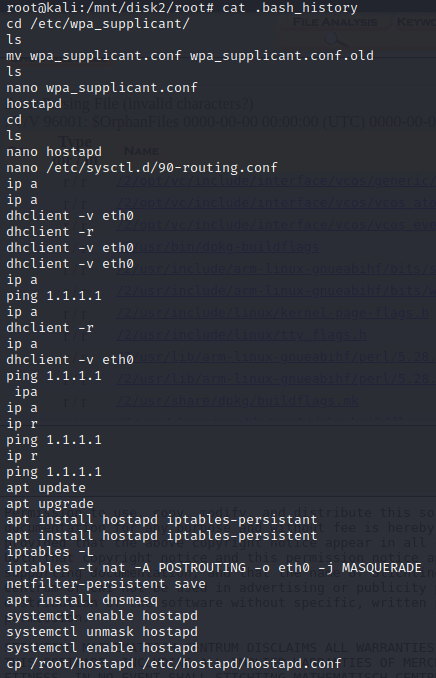 root@kali:/mnt/disk2/root# cat .bash_history
cd /etc/wpa_supplicant/
ls
mv wpa_supplicant.conf wpa_supplicant.conf.old
ls
nano wpa_supplicant.conf
hostapd
cd
ls
nano hostapd
nano /etc/sysctl.d/90-routing.conf
ip a
ip a
dhclient -v eth0
dhclient -r
dhclient -v eth0
dhclient -v eth0
ip a
ping 1.1.1.1
ip a
dhclient -r
ip a
dhclient -v eth0
ping 1.1.1.1
 ipa
ip a
ip r
ping 1.1.1.1
ip r
ping 1.1.1.1
apt update
apt upgrade
apt install hostapd iptables-persistant
apt install hostapd iptables-persistent
iptables -L
iptables -t nat -A POSTROUTING -o eth0 -j MASQUERADE
netfilter-persistent save
apt install dnsmasq
systemctl enable hostapd
systemctl unmask hostapd
systemctl enable hostapd
cp /root/hostapd /etc/hostapd/hostapd.conf